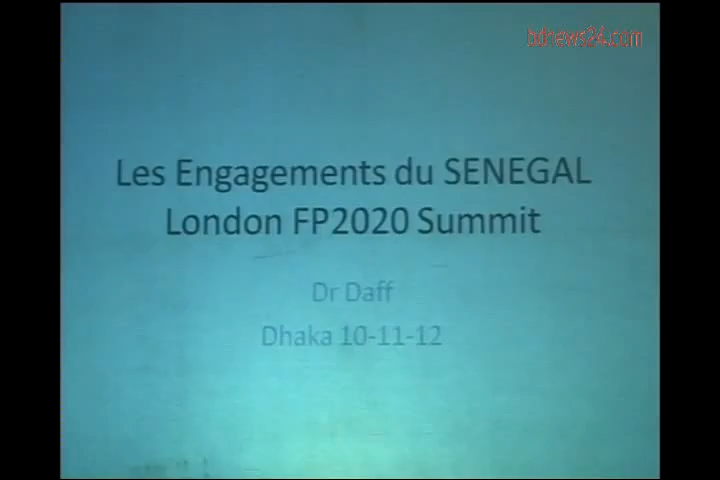 bdnews24.com
Les Engagements du SENEGAL
London FP2020 Summit
Dr Daff
Dhaka 10-11-12